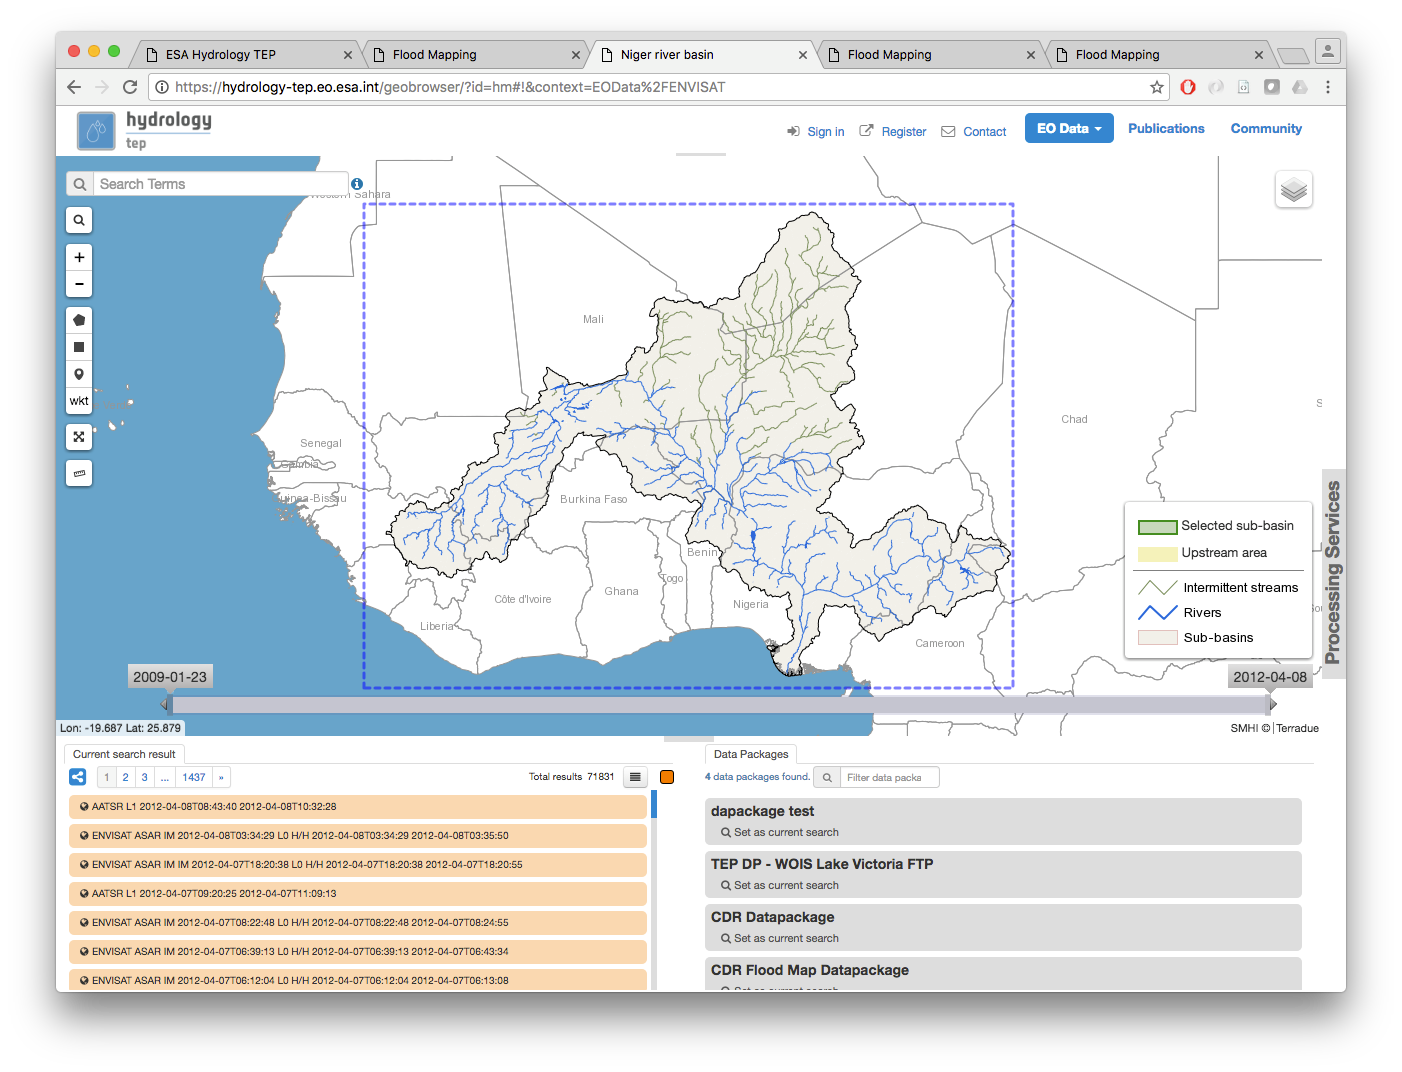 ESA Hydrology TEP
Flood Mapping
Niger river basin
Flood Mapping
Flood Mapping
https://hydrology-tep.eo.esa.int/geobrowser/?id=hm#!&context=EOData%2FENVISAT
hydrology
tep
Sign in
Register
Contact
EO Data
Publications
Community
Search Terms
Western Sahara
+
−
wkt
Mali
Chad
S
Senegal
Gambia
Guinea-Bissau
Burkina Faso
Benin
Togo
Ghana
Côte d'Ivoire
Nigeria
Liberia
Cameroon
Sou
Selected sub-basin
Upstream area
Intermittent streams
Rivers
Sub-basins
Processing Services
2009-01-23
2012-04-08
Lon: -19.687 Lat: 25.879
SMHI © | Terradue
Current search result
1 2 3 ... 1437 »
Total results 71831
AATSR L1 2012-04-08T08:43:40 2012-04-08T10:32:28
ENVISAT ASAR IM 2012-04-08T03:34:29 L0 H/H 2012-04-08T03:34:29 2012-04-08T03:35:50
ENVISAT ASAR IM IM 2012-04-07T18:20:38 L0 H/H 2012-04-07T18:20:38 2012-04-07T18:20:55
AATSR L1 2012-04-07T09:20:25 2012-04-07T11:09:13
ENVISAT ASAR IM 2012-04-07T08:22:48 L0 H/H 2012-04-07T08:22:48 2012-04-07T08:24:55
ENVISAT ASAR IM 2012-04-07T06:39:13 L0 H/H 2012-04-07T06:39:13 2012-04-07T06:43:34
ENVISAT ASAR IM 2012-04-07T06:12:04 L0 H/H 2012-04-07T06:12:04 2012-04-07T06:13:08
Data Packages
4 data packages found.
Filter data packa
dapackage test
Set as current search
TEP DP - WOIS Lake Victoria FTP
Set as current search
CDR Datapackage
Set as current search
CDR Flood Map Datapackage
Set as current search